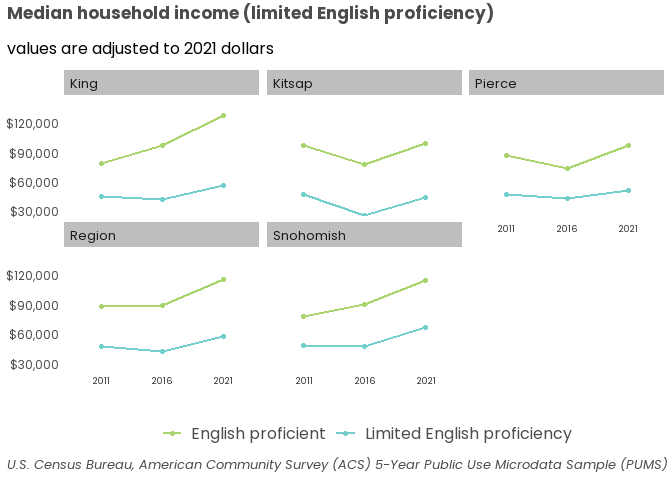 Median household income (limited English proficiency)
values are adjusted to 2021 dollars
King
Kitsap
Pierce
$120,000
$90,000
$60,000
$30,000
2011 2016 2021
Region
Snohomish
$120,000
$90,000
$60,000
$30,000
2011 2016 2021
2011 2016 2021
English proficient
Limited English proficiency
U.S. Census Bureau, American Community Survey (ACS) 5-Year Public Use Microdata Sample (PUMS)